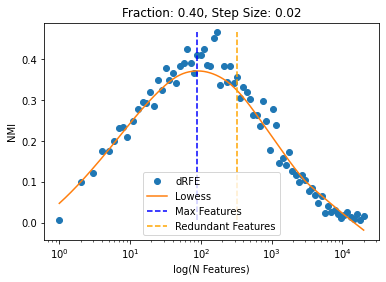 Fraction: 0.40, Step Size: 0.02
NMI
0.4
0.3
0.2
0.1
0.0
dRFE
Lowess
Max Features
Redundant Features
10⁰ 10¹ 10² 10³ 10⁴
log(N Features)